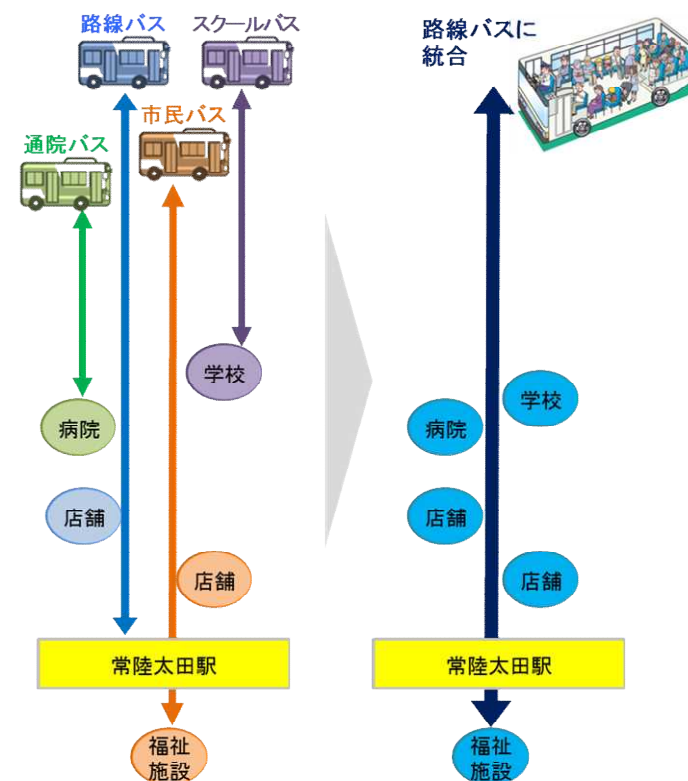 路線バス
スクールバス
市民バス
通院バス
学校
病院
店舗
店舗
常陸太田駅
福祉
施設
路線バスに
統合
学校
病院
店舗
店舗
常陸太田駅
福祉
施設